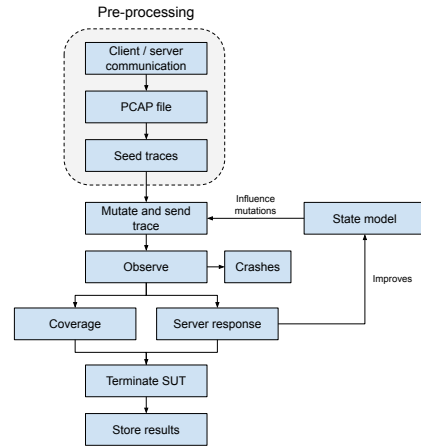 Pre-processing
Client / server
communication
PCAP file
Seed traces
Mutate and send
trace
Influence
mutations
State model
Observe
Crashes
Improves
Coverage
Server response
Terminate SUT
Store results